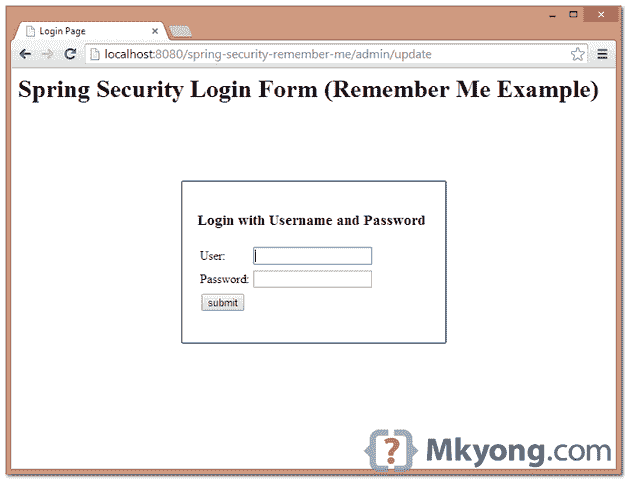 Login Page
localhost:8080/spring-security-remember-me/admin/update
Spring Security Login Form (Remember Me Example)
Login with Username and Password
User:
Password:
submit
{?} Mkyong.com